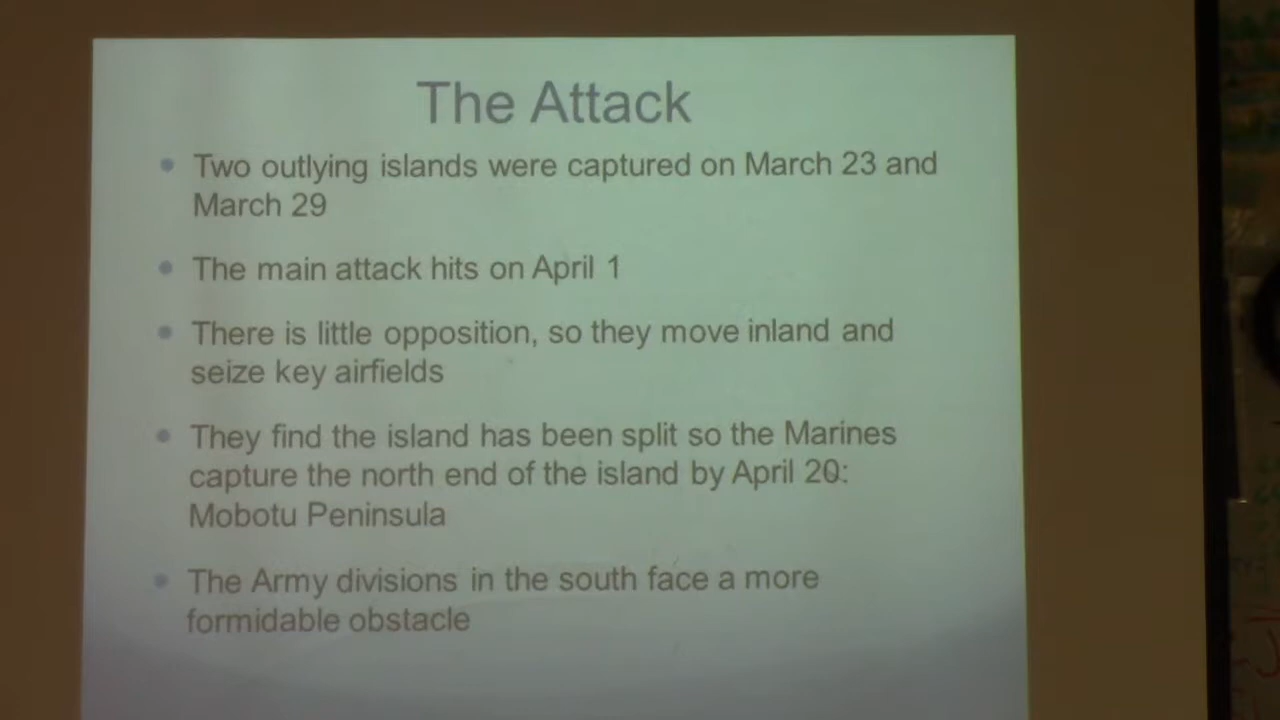 The Attack
Two outlying islands were captured on March 23 and
March 29
The main attack hits on April 1
There is little opposition, so they move inland and
seize key airfields
They find the island has been split so the Marines
capture the north end of the island by April 20:
Mobotu Peninsula
The Army divisions in the south face a more
formidable obstacle